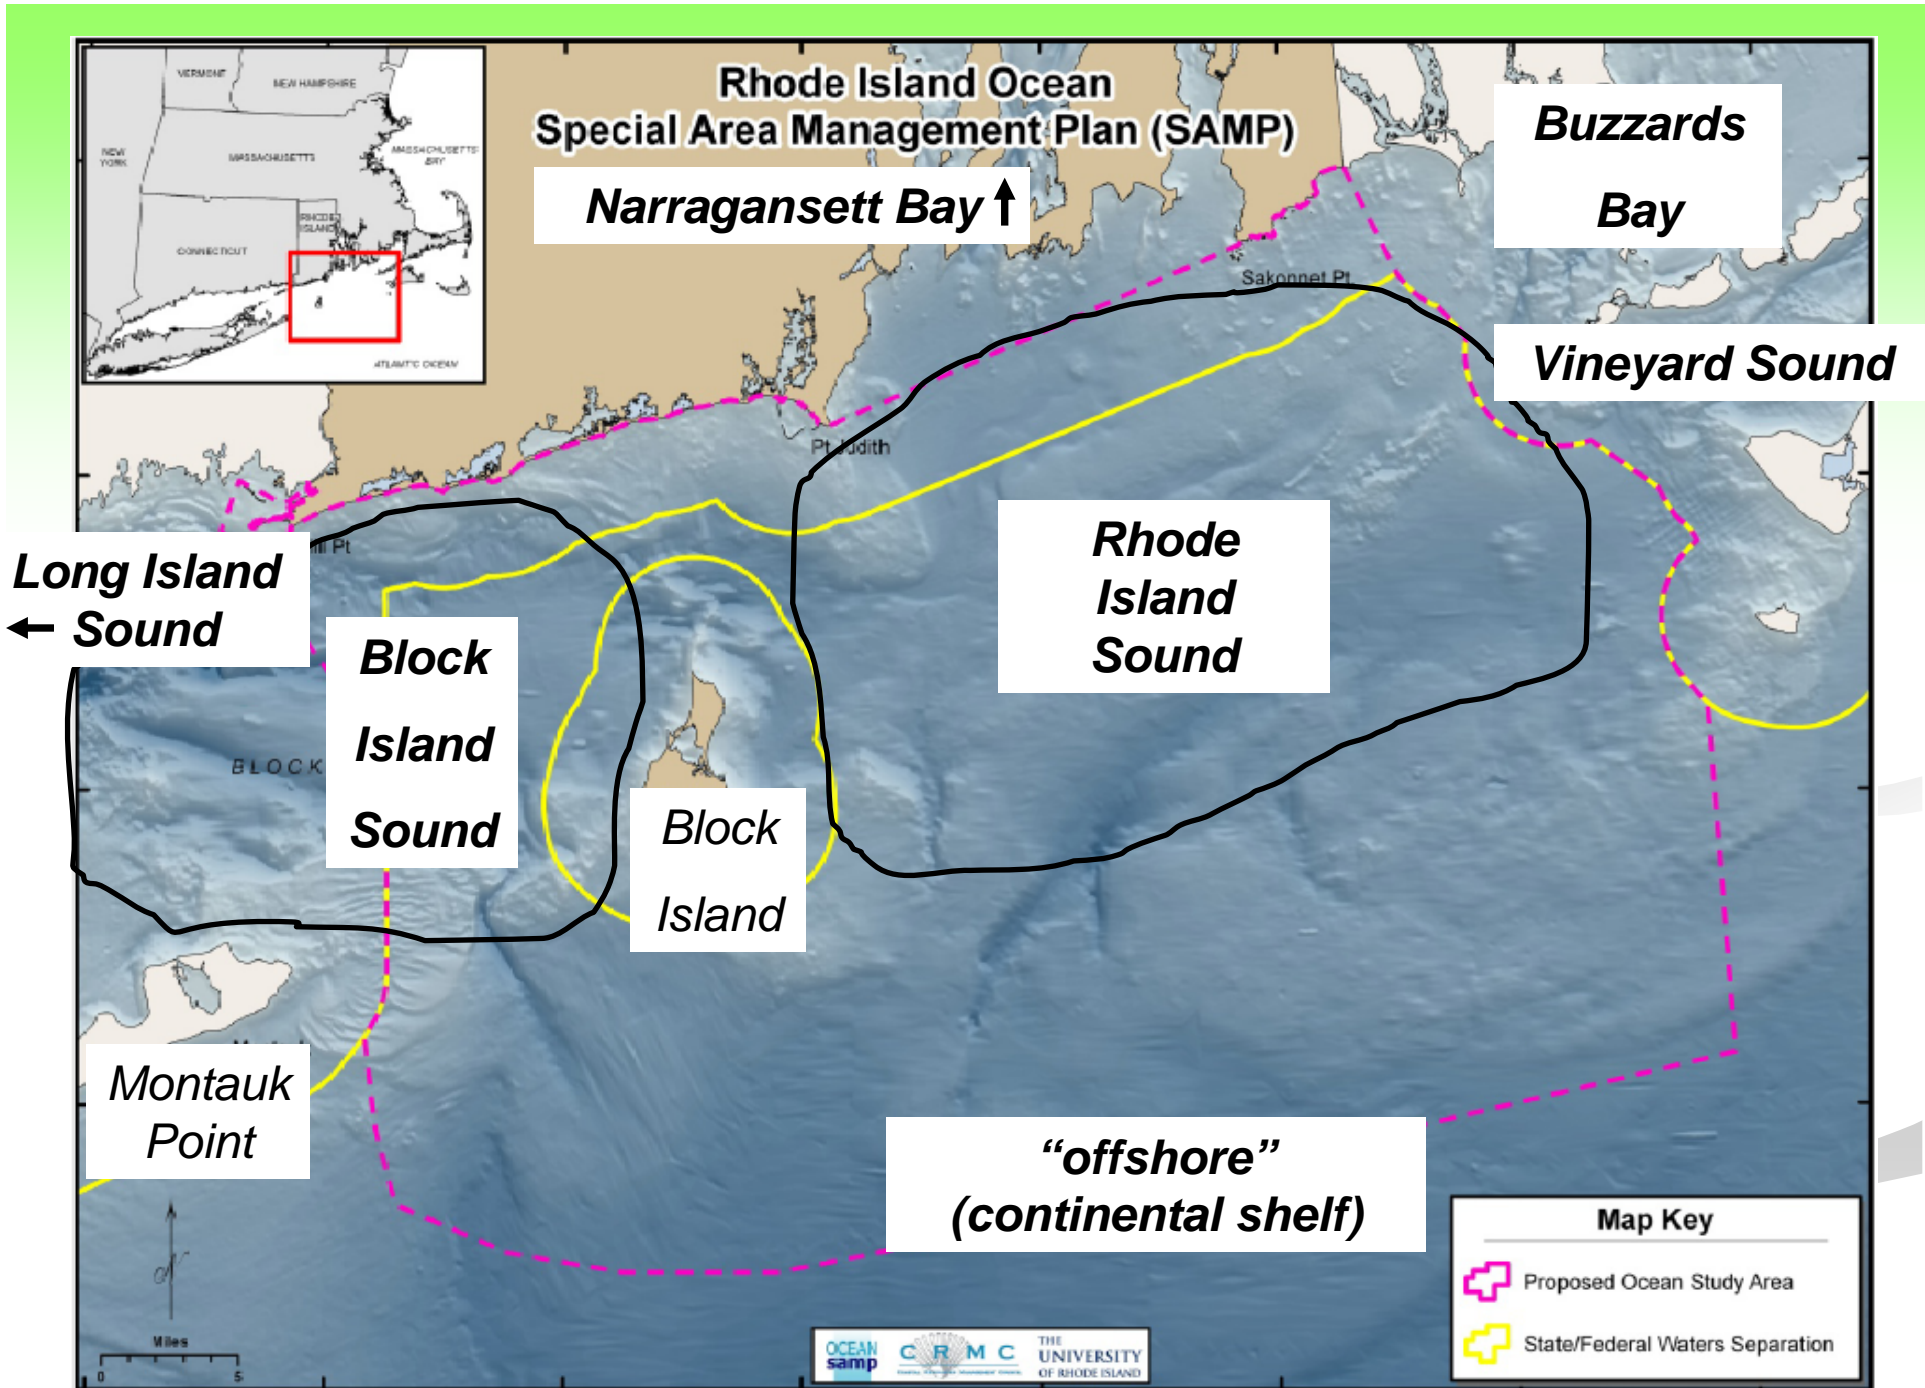 Rhode Island Ocean
Special Area Management Plan (SAMP)
VERMONT
NEW HAMPSHIRE
NEW
YORK
MASSACHUSETTS
MASSACHUSETTS
BAY
RHODE
ISLAND
CONNECTICUT
ATLANTIC OCEAN
Narragansett Bay
Buzzards
Bay
Sakonnet Pt
Vineyard Sound
Pt Judith
Pt
Long Island
Sound
Rhode
Island
Sound
Block
Island
Sound
BLOCK
Block
Island
Montauk
Point
"offshore"
(continental shelf)
Map Key
Proposed Ocean Study Area
State/Federal Waters Separation
Miles
0 5
OCEAN
samp
CRMC
THE
UNIVERSITY
OF RHODE ISLAND